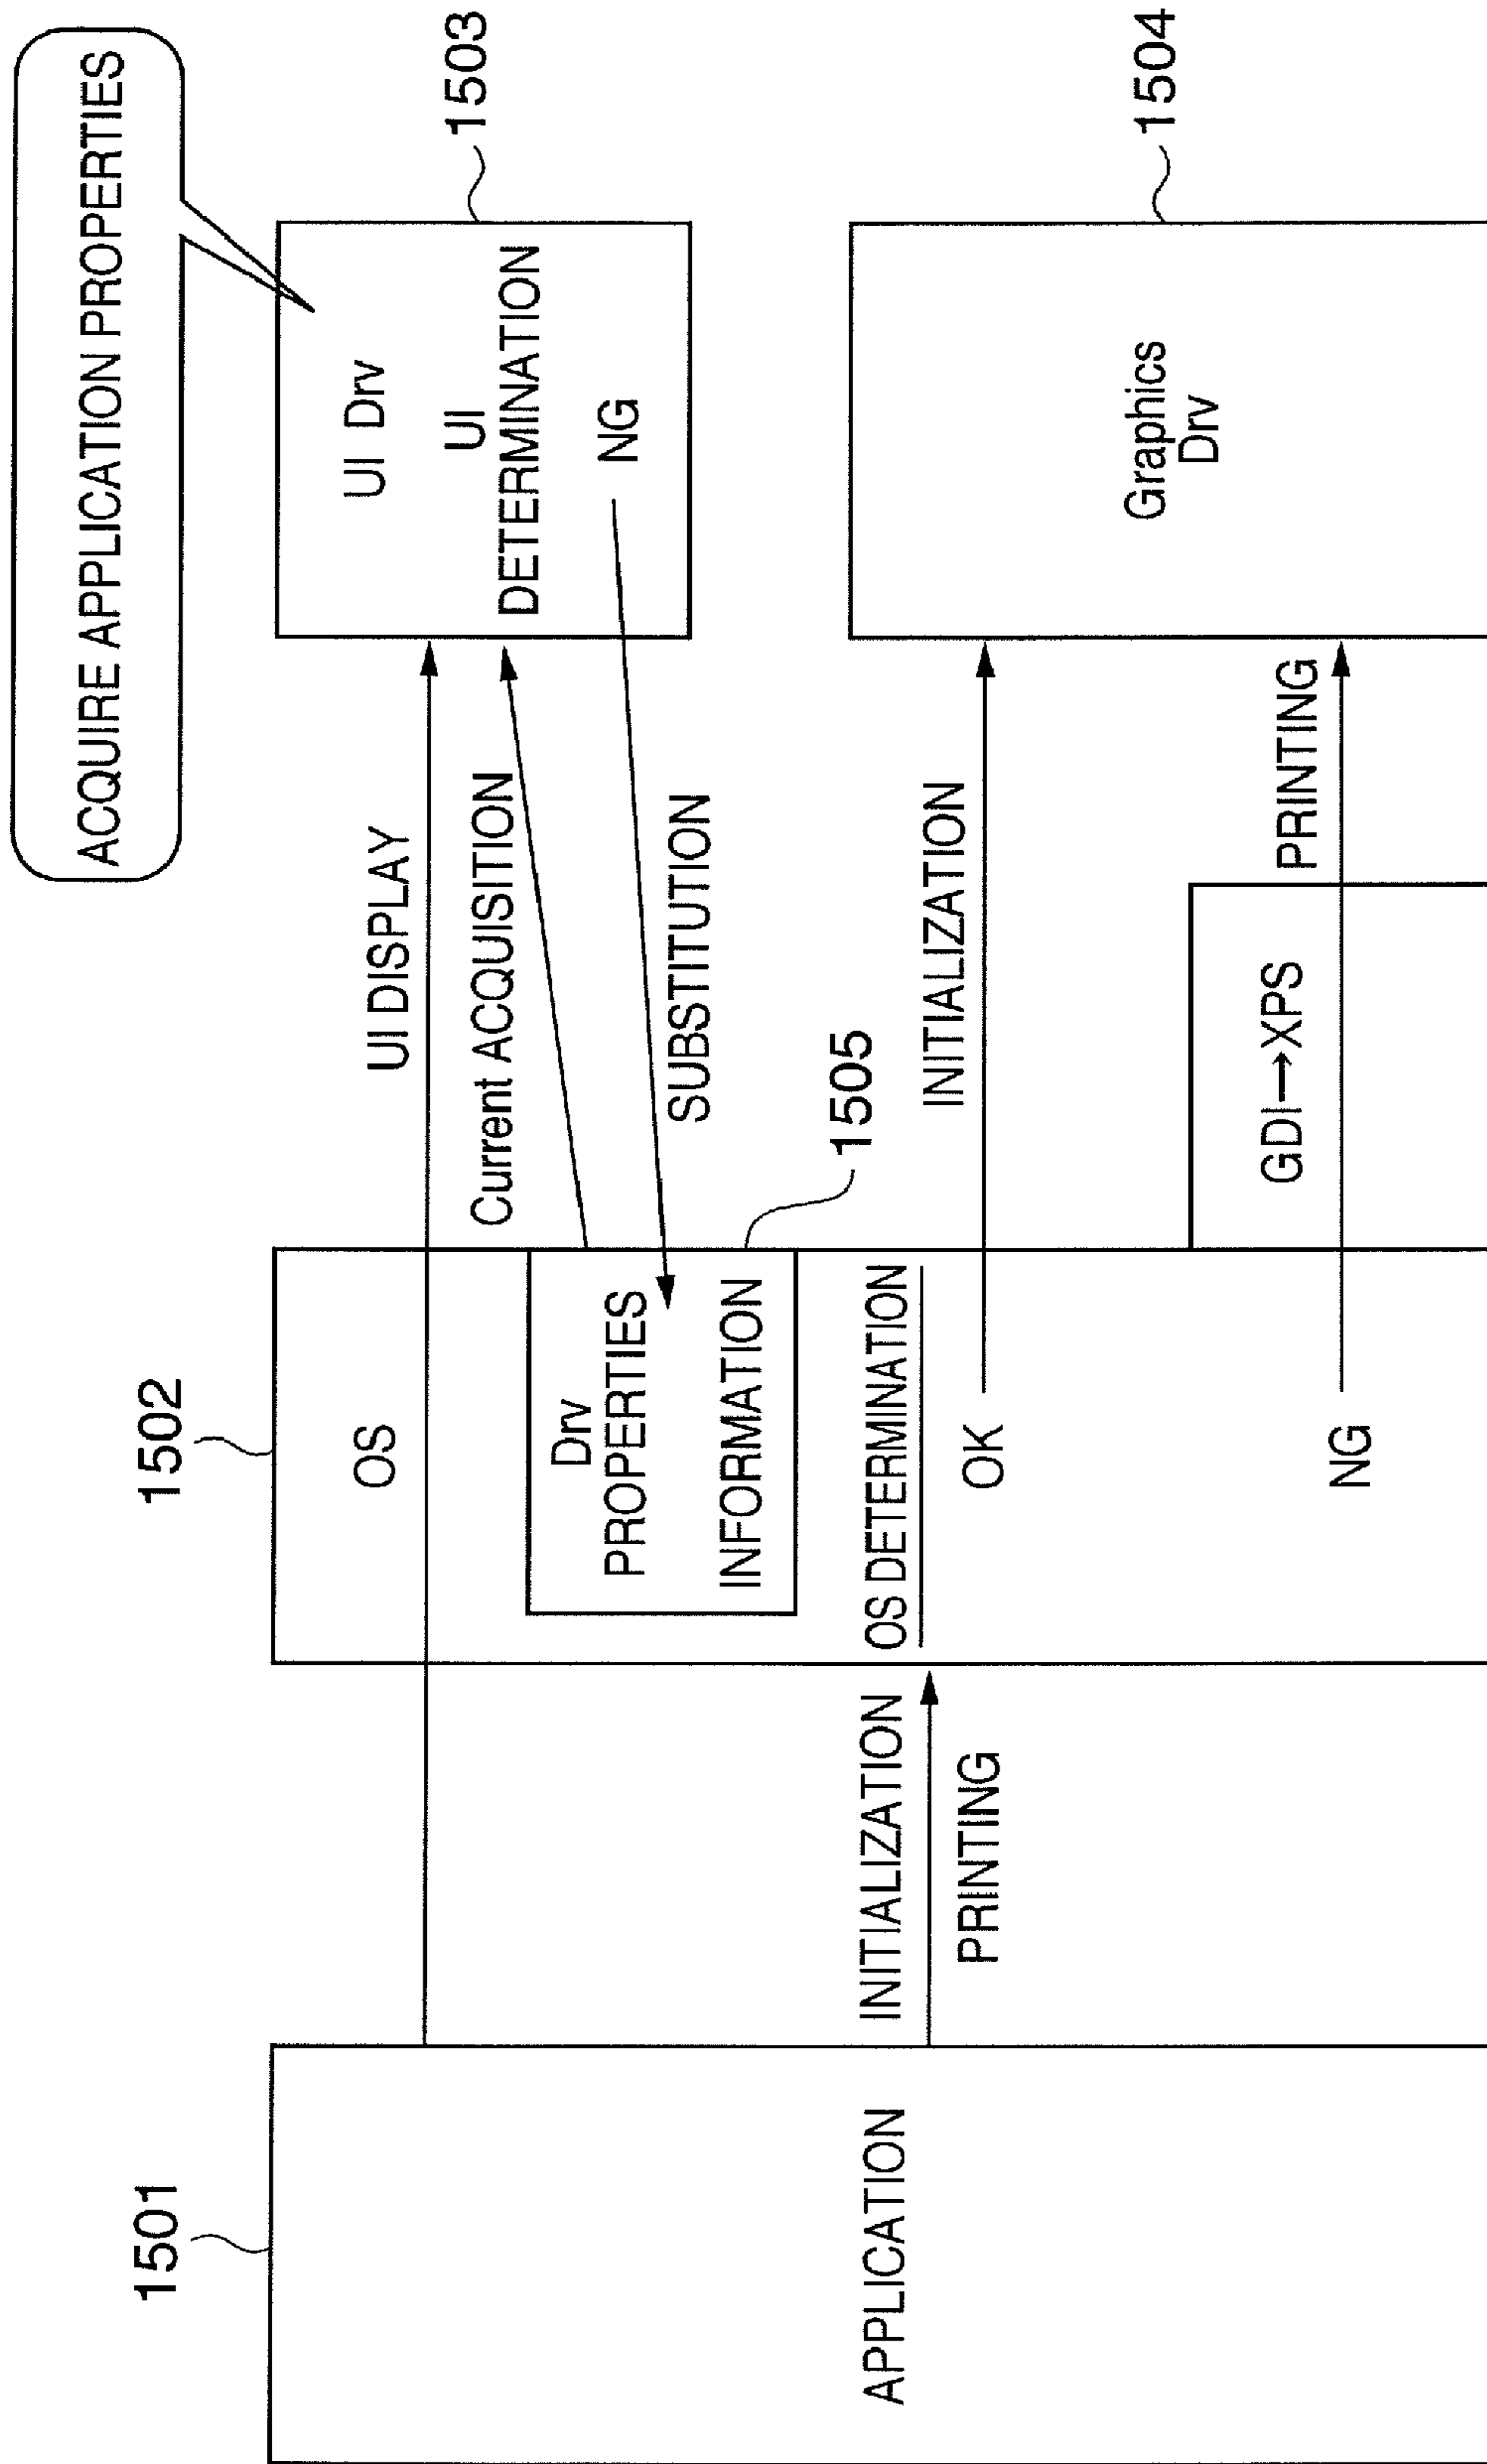 ACQUIRE APPLICATION PROPERTIES
1501
1502
1503
APPLICATION
OS
UI DISPLAY
UI Drv
UI
DETERMINATION
NG
Current ACQUISITION
SUBSTITUTION
Drv
PROPERTIES
INFORMATION
1505
INITIALIZATION
PRINTING
OS DETERMINATION
OK
INITIALIZATION
NG
GDI→XPS
PRINTING
1504
Graphics
Drv